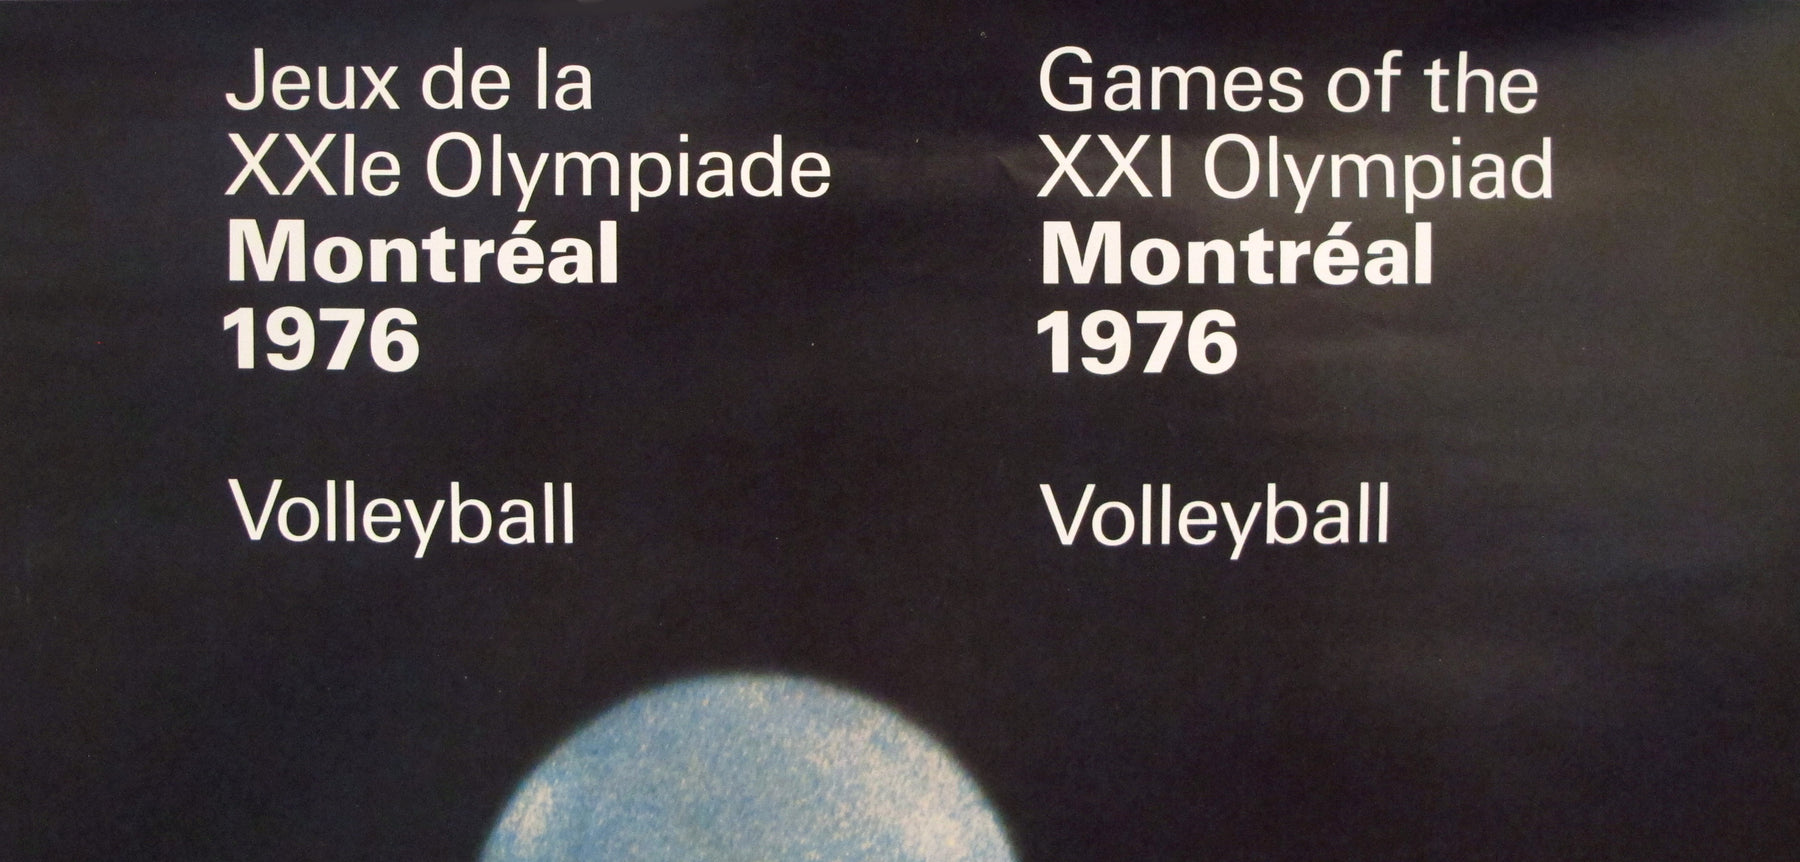 Jeux de la
XXIe Olympiade
Montréal
1976
Volleyball
Games of the
XXI Olympiad
Montréal
1976
Volleyball